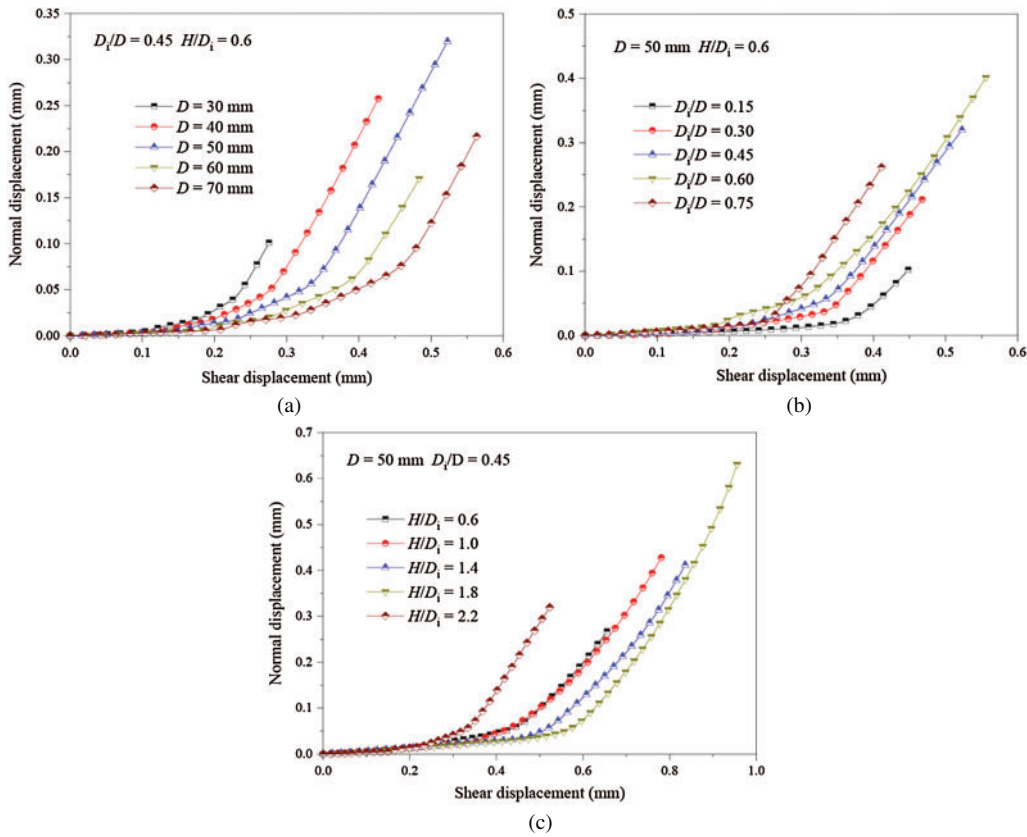 0.35
0.30
0.25
0.20
0.15
0.10
0.05
0.00
Normal displacement (mm)
Di/D = 0.45 H/Di = 0.6
D = 30 mm
D = 40 mm
D = 50 mm
D = 60 mm
D = 70 mm
0.0 0.1 0.2 0.3 0.4 0.5 0.6
Shear displacement (mm)
(a)
0.5
0.4
0.3
0.2
0.1
0.0
Normal displacement (mm)
D = 50 mm H/Di = 0.6
Di/D = 0.15
Di/D = 0.30
Di/D = 0.45
Di/D = 0.60
Di/D = 0.75
0.0 0.1 0.2 0.3 0.4 0.5 0.6
Shear displacement (mm)
(b)
0.7
0.6
0.5
0.4
0.3
0.2
0.1
0.0
Normal displacement (mm)
D = 50 mm Di/D = 0.45
H/Di = 0.6
H/Di = 1.0
H/Di = 1.4
H/Di = 1.8
H/Di = 2.2
0.0 0.2 0.4 0.6 0.8 1.0
Shear displacement (mm)
(c)